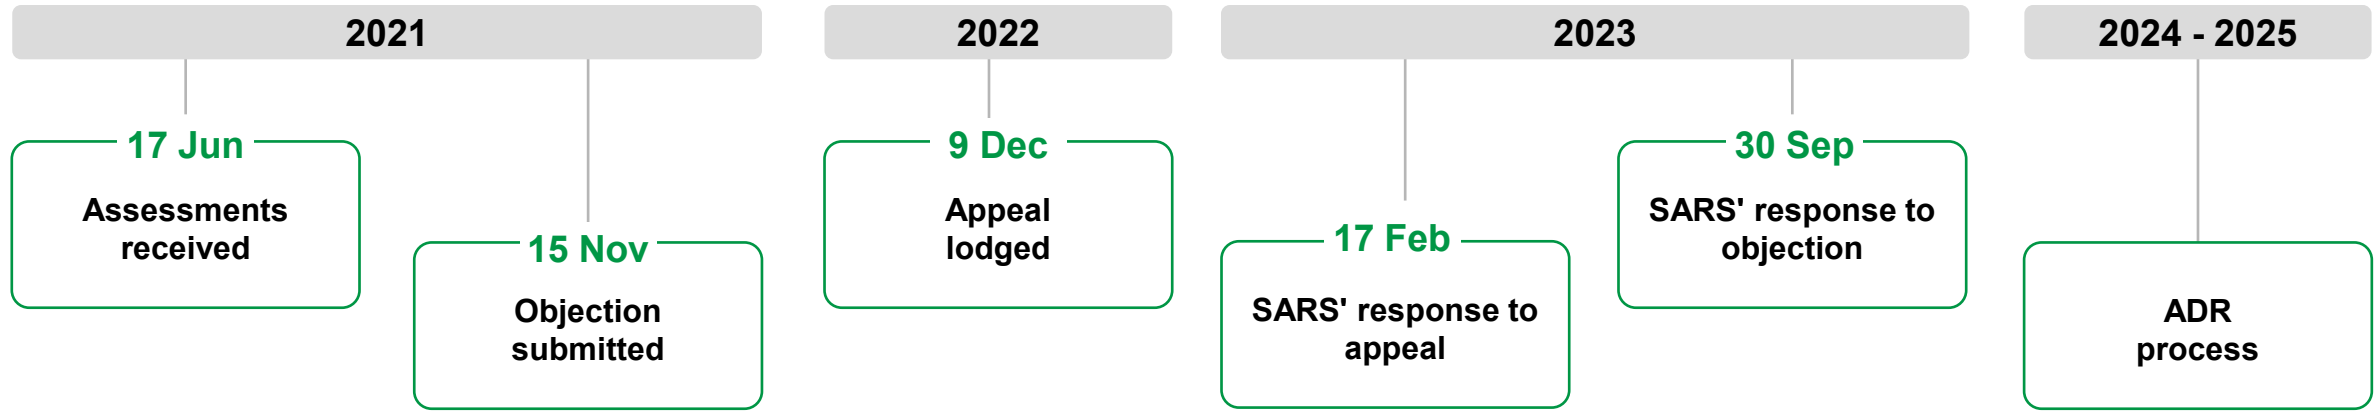 2021
17 Jun
Assessments
received
15 Nov
Objection
submitted
2022
9 Dec
Appeal
lodged
2023
17 Feb
SARS' response to
appeal
30 Sep
SARS' response to
objection
2024 - 2025
ADR
process